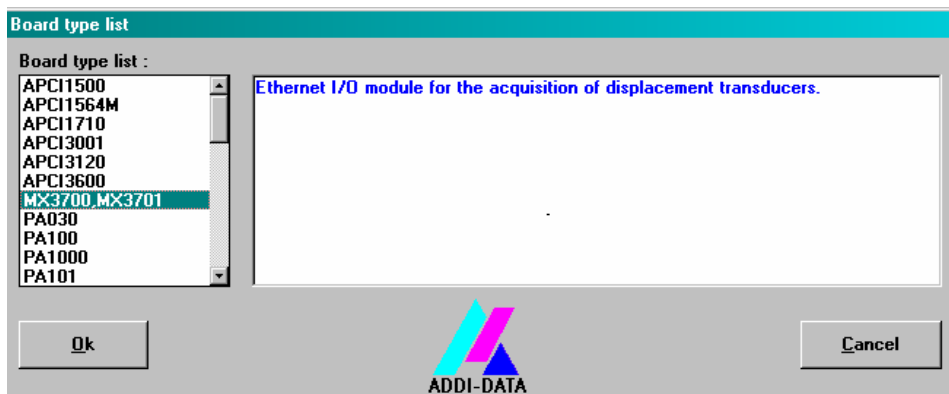 Board type list
Board type list :
APCI1500
APCI1564M
APCI1710
APCI3001
APCI3120
APCI3600
MX3700,MX3701
PA030
PA100
PA1000
PA101
Ethernet I/O module for the acquisition of displacement transducers.
Ok
ADDI-DATA
Cancel